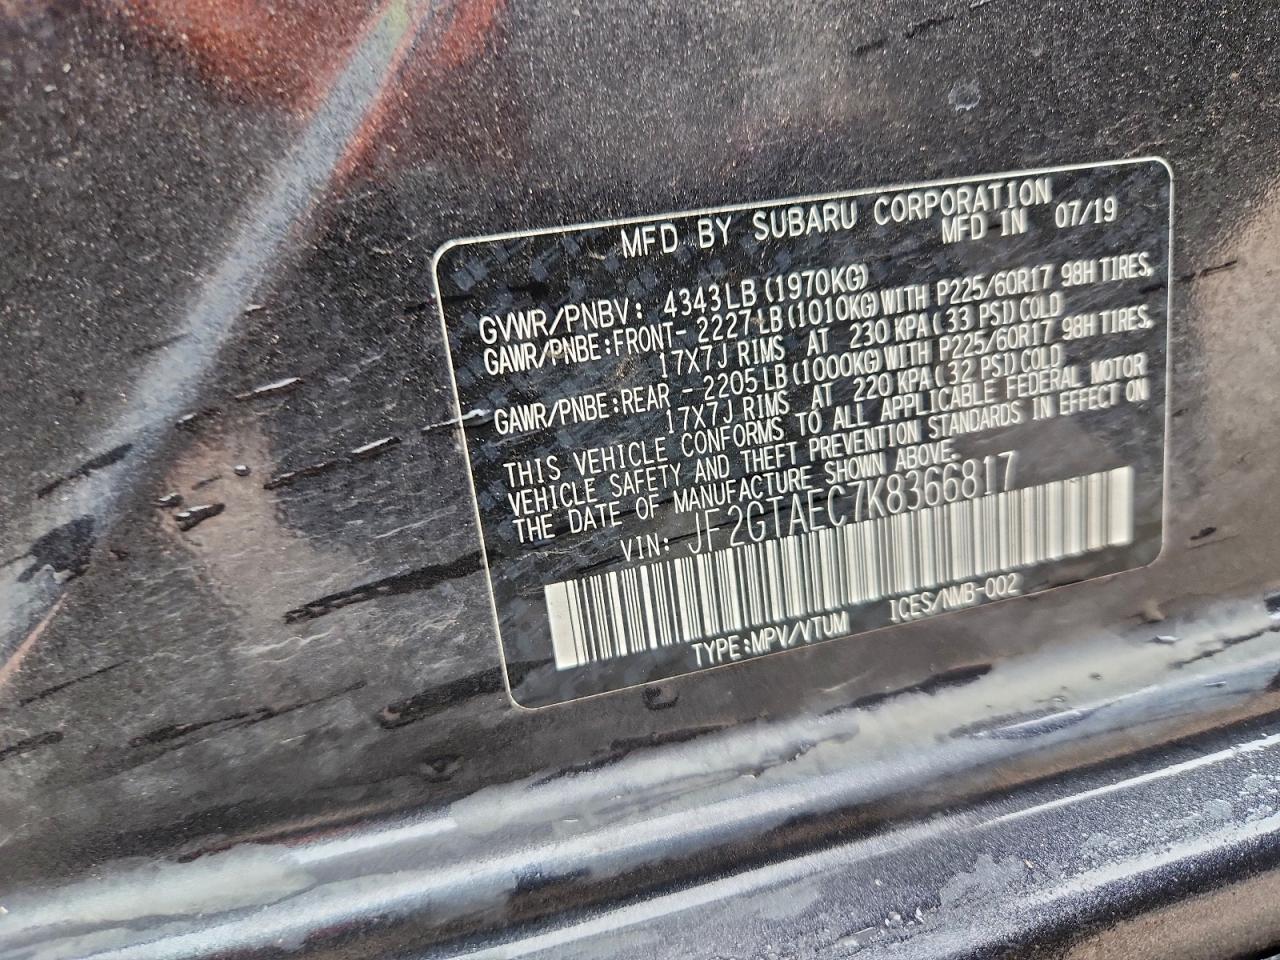 MFD BY SUBARU CORPORATION
MFD IN 07/19
GVWR/PNBV: 4343LB(1970KG)
GAWR/PNBE:FRONT-2227LB(1010KG)WITH P225/60R17 98H TIRES,
17X7J RIMS AT 230 KPA(33 PSI)COLD
GAWR/PNBE:REAR -2205LB(1000KG)WITH P225/60R17 98H TIRES,
17X7J RIMS AT 220 KPA(32 PSI)COLD
THIS VEHICLE CONFORMS TO ALL APPLICABLE FEDERAL MOTOR
VEHICLE SAFETY AND THEFT PREVENTION STANDARDS IN EFFECT ON
THE DATE OF MANUFACTURE SHOWN ABOVE.
VIN: JF2GTAEC7K8366817
TYPE:MPV/VTUM ICES/NMB-002